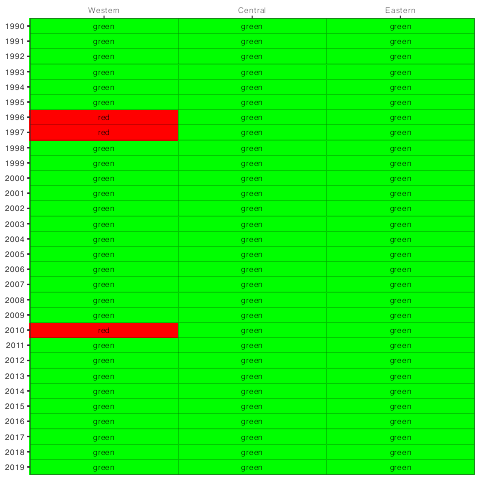 Western Central Eastern
1990 green green green
1991 green green green
1992 green green green
1993 green green green
1994 green green green
1995 green green green
1996 red green green
1997 red green green
1998 green green green
1999 green green green
2000 green green green
2001 green green green
2002 green green green
2003 green green green
2004 green green green
2005 green green green
2006 green green green
2007 green green green
2008 green green green
2009 green green green
2010 red green green
2011 green green green
2012 green green green
2013 green green green
2014 green green green
2015 green green green
2016 green green green
2017 green green green
2018 green green green
2019 green green green